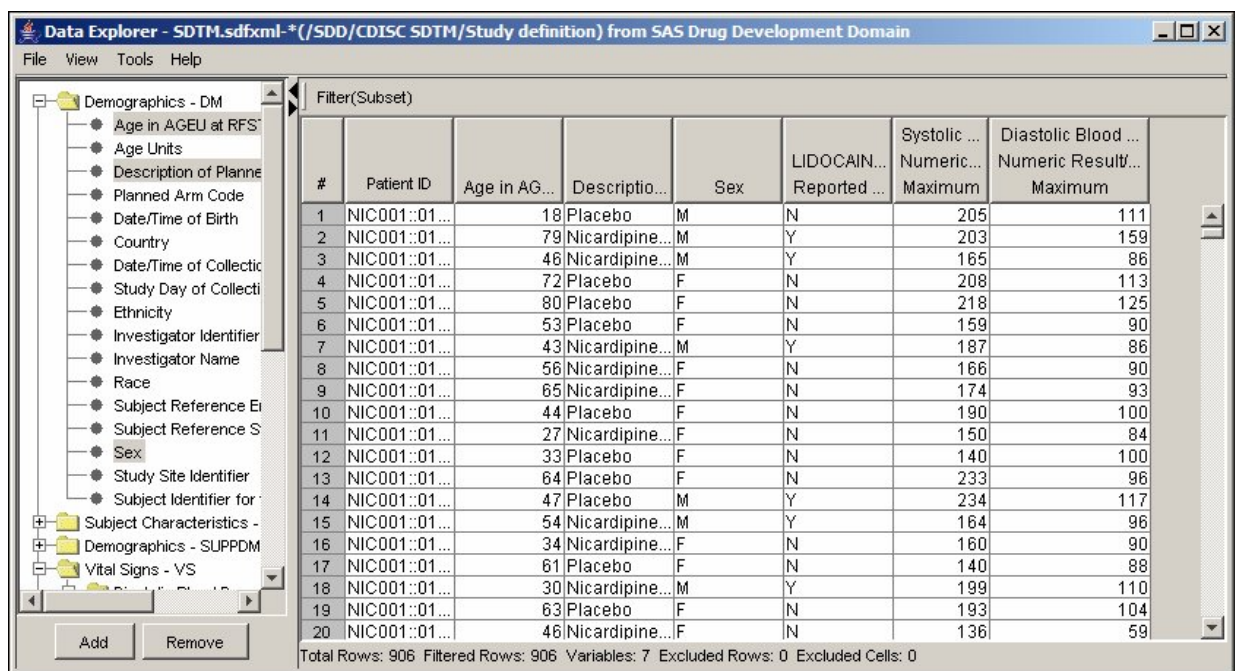 Data Explorer - SDTM.sdfxml-*(/SDD/CDISC SDTM/Study definition) from SAS Drug Development Domain
File View Tools Help
Demographics - DM
Age in AGEU at RFST
Age Units
Description of Planne
Planned Arm Code
Date/Time of Birth
Country
Date/Time of Collectic
Study Day of Collecti
Ethnicity
Investigator Identifier
Investigator Name
Race
Subject Reference Er
Subject Reference S
Sex
Study Site Identifier
Subject Identifier for
Subject Characteristics -
Demographics - SUPPDM
Vital Signs - VS
Add Remove
Filter(Subset)
# Patient ID Age in AG... Descriptio... Sex LIDOCAIN... Reported ... Systolic ... Numeric... Maximum Diastolic Blood ... Numeric Result/... Maximum
1 NIC001::01... 18 Placebo M N 205 111
2 NIC001::01... 79 Nicardipine... M Y 203 159
3 NIC001::01... 46 Nicardipine... M Y 165 86
4 NIC001::01... 72 Placebo F N 208 113
5 NIC001::01... 80 Placebo F N 218 125
6 NIC001::01... 53 Placebo F N 159 90
7 NIC001::01... 43 Nicardipine... M Y 187 86
8 NIC001::01... 56 Nicardipine... F N 166 90
9 NIC001::01... 65 Nicardipine... F N 174 93
10 NIC001::01... 44 Placebo F N 190 100
11 NIC001::01... 27 Nicardipine... F N 150 84
12 NIC001::01... 33 Placebo F N 140 100
13 NIC001::01... 64 Placebo F N 233 96
14 NIC001::01... 47 Placebo M Y 234 117
15 NIC001::01... 54 Nicardipine... M Y 164 96
16 NIC001::01... 34 Nicardipine... F N 160 90
17 NIC001::01... 61 Placebo F N 140 88
18 NIC001::01... 30 Nicardipine... M Y 199 110
19 NIC001::01... 63 Placebo F N 193 104
20 NIC001::01... 46 Nicardipine... F N 136 59
Total Rows: 906 Filtered Rows: 906 Variables: 7 Excluded Rows: 0 Excluded Cells: 0